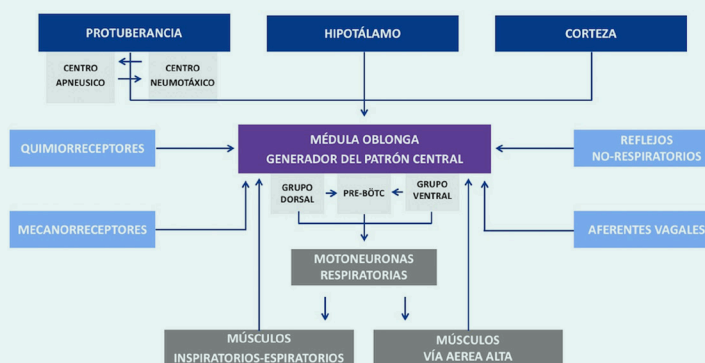 PROTUBERANCIA
HIPOTÁLAMO
CORTEZA
CENTRO
APNEUSICO
CENTRO
NEUMOTÁXICO
QUIMIORRECEPTORES
MÉDULA OBLONGA
GENERADOR DEL PATRÓN CENTRAL
REFLEJOS
NO-RESPIRATORIOS
GRUPO
DORSAL
PRE-BÖTC
GRUPO
VENTRAL
MECANORRECEPTORES
AFERENTES VAGALES
MOTONEURONAS
RESPIRATORIAS
MÚSCULOS
INSPIRATORIOS-ESPIRATORIOS
MÚSCULOS
VÍA AEREA ALTA